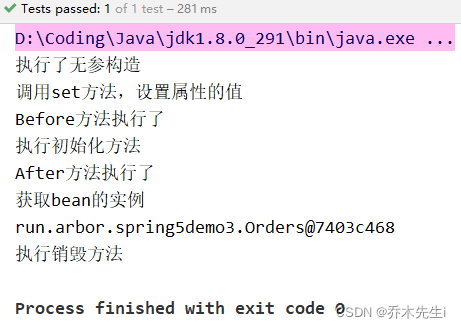 Tests passed: 1 of 1 test – 281 ms
D:\Coding\Java\jdk1.8.0_291\bin\java.exe ...
执行了无参构造
调用set方法，设置属性的值
Before方法执行了
执行初始化方法
After方法执行了
获取bean的实例
run.arbor.spring5demo3.Orders@7403c468
执行销毁方法
Process finished with exit code 0
CSDN @乔木先生i